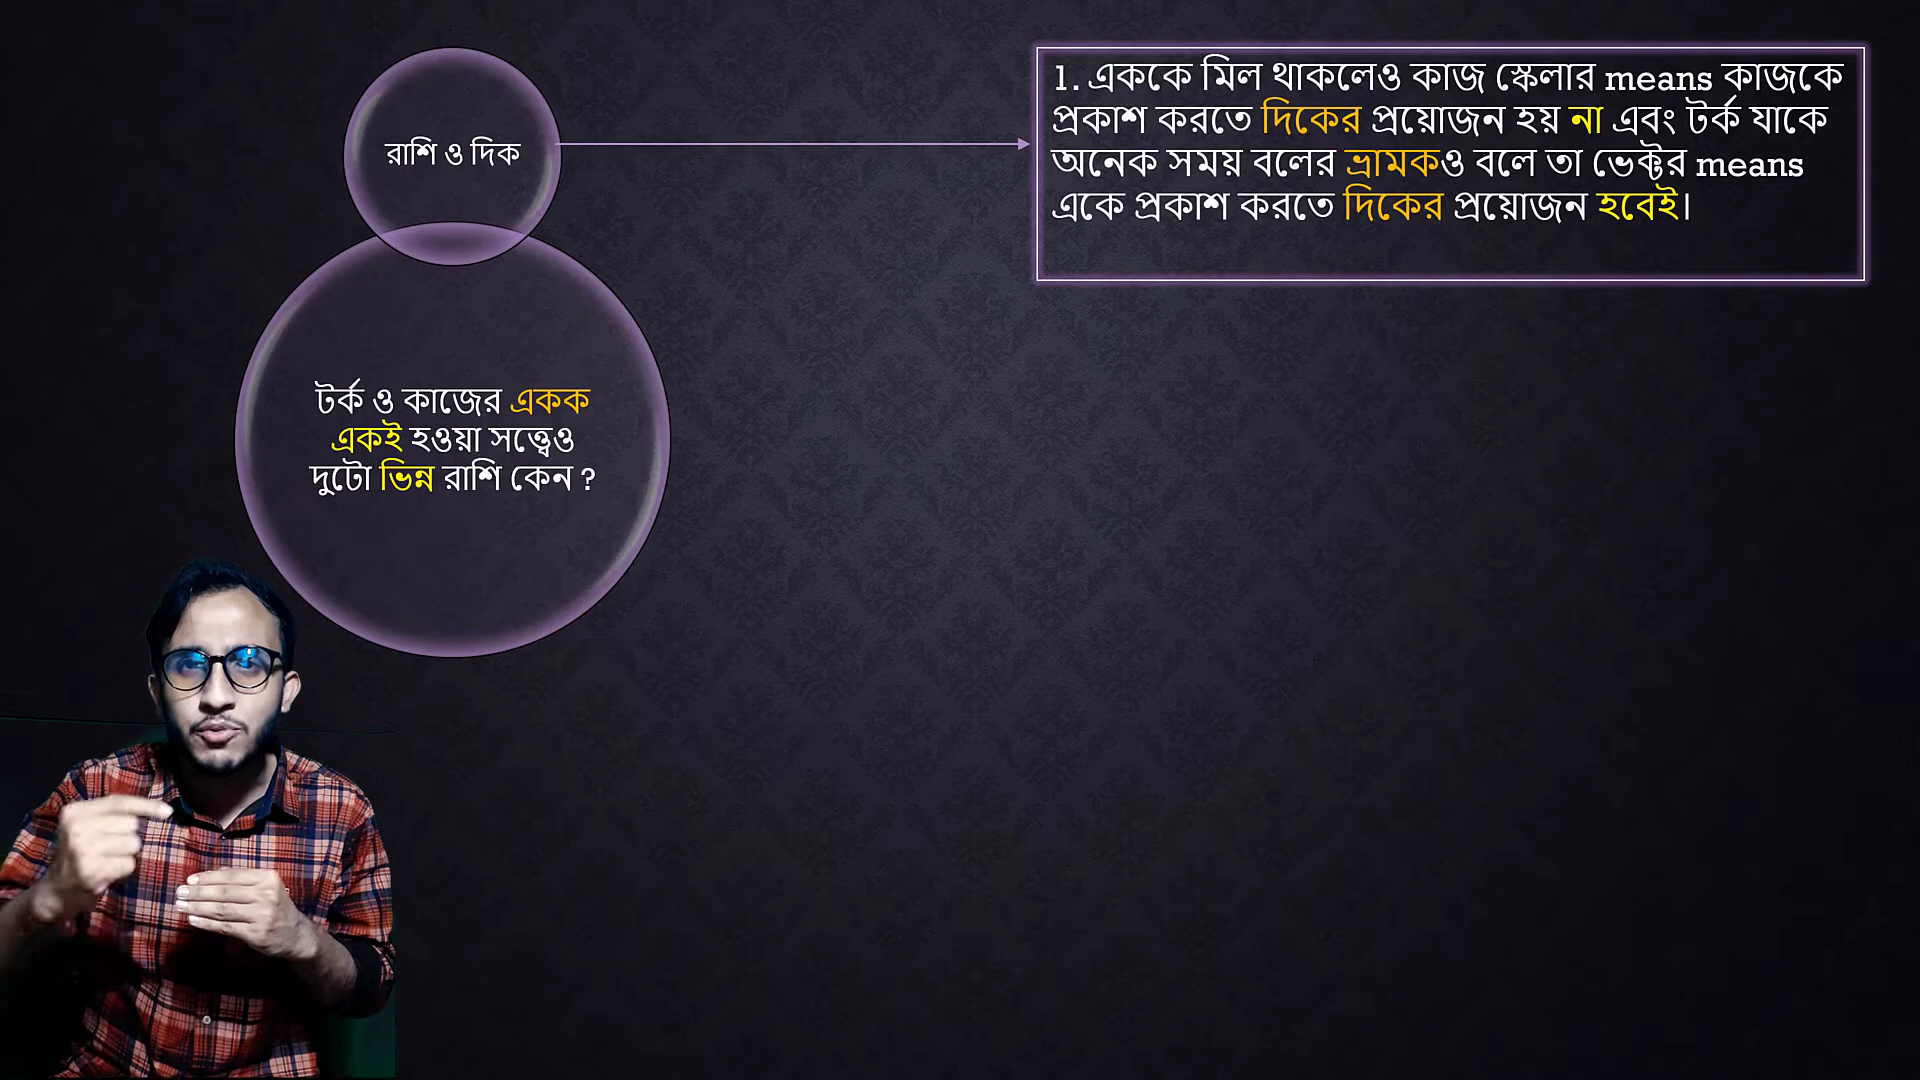 রাশি ও দিক
1. এককে মিল থাকলেও কাজ স্কেলার means কাজকে
প্রকাশ করতে দিকের প্রয়োজন হয় না এবং টর্ক যাকে
অনেক সময় বলের ভ্রামকও বলে তা ভেক্টর means
একে প্রকাশ করতে দিকের প্রয়োজন হবেই।
টর্ক ও কাজের একক
একই হওয়া সত্ত্বেও
দুটো ভিন্ন রাশি কেন ?